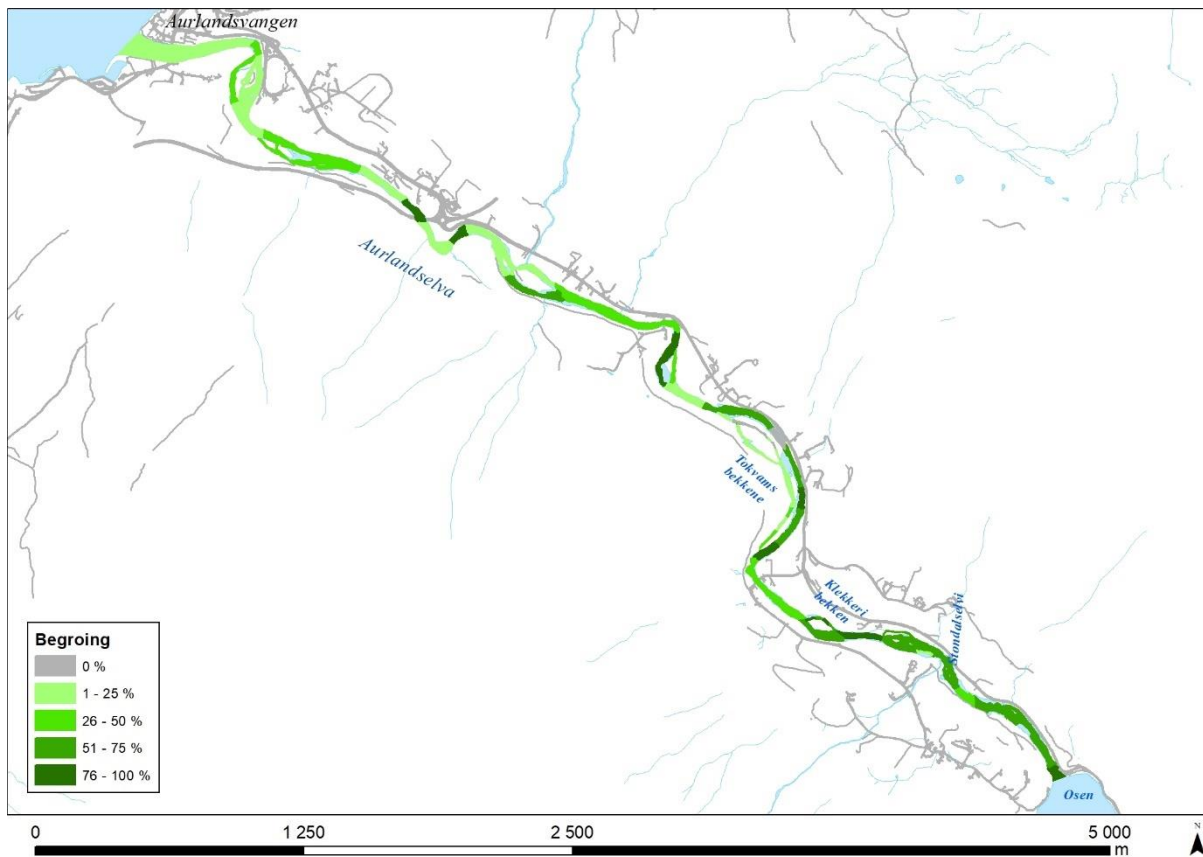 Aurlandsvangen
Aurlandselva
Tokvams
bekkene
Klekkeri
bekken
Stondalselvi
Osen
Begroing
0 %
1 - 25 %
26 - 50 %
51 - 75 %
76 - 100 %
0
1 250
2 500
5 000
m
N